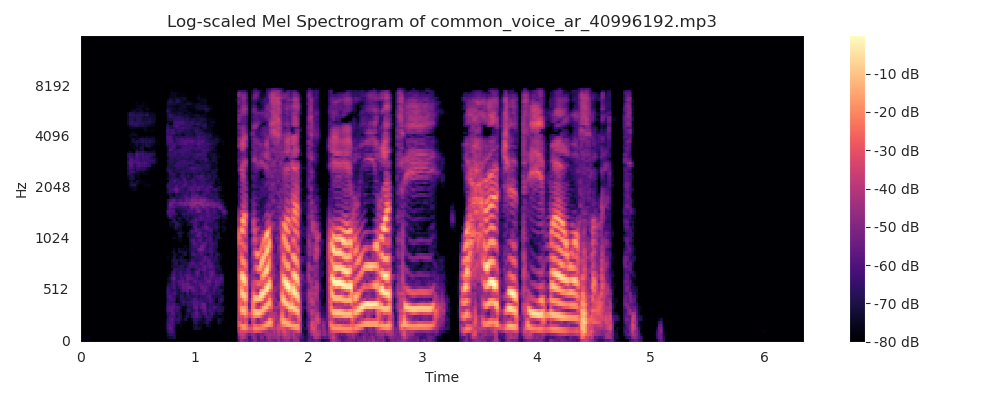 Log-scaled Mel Spectrogram of common_voice_ar_40996192.mp3
8192
4096
2048
1024
512
0
Hz
0 1 2 3 4 5 6
Time
-10 dB
-20 dB
-30 dB
-40 dB
-50 dB
-60 dB
-70 dB
-80 dB